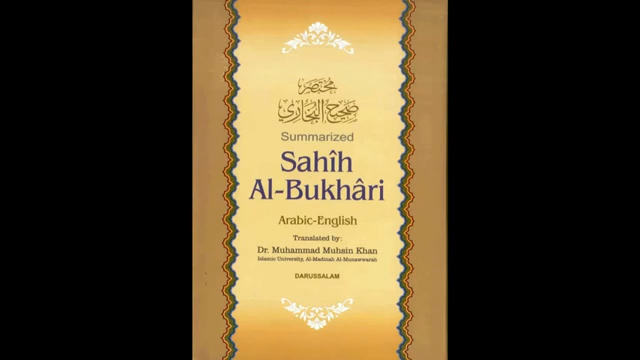 مختصر
صحيح البخاري
Summarized
Sahîh
Al-Bukhâri
Arabic-English
Translated by:
Dr. Muhammad Muhsin Khan
Islamic University, Al-Madinah Al-Munawwarah
DARUSSALAM